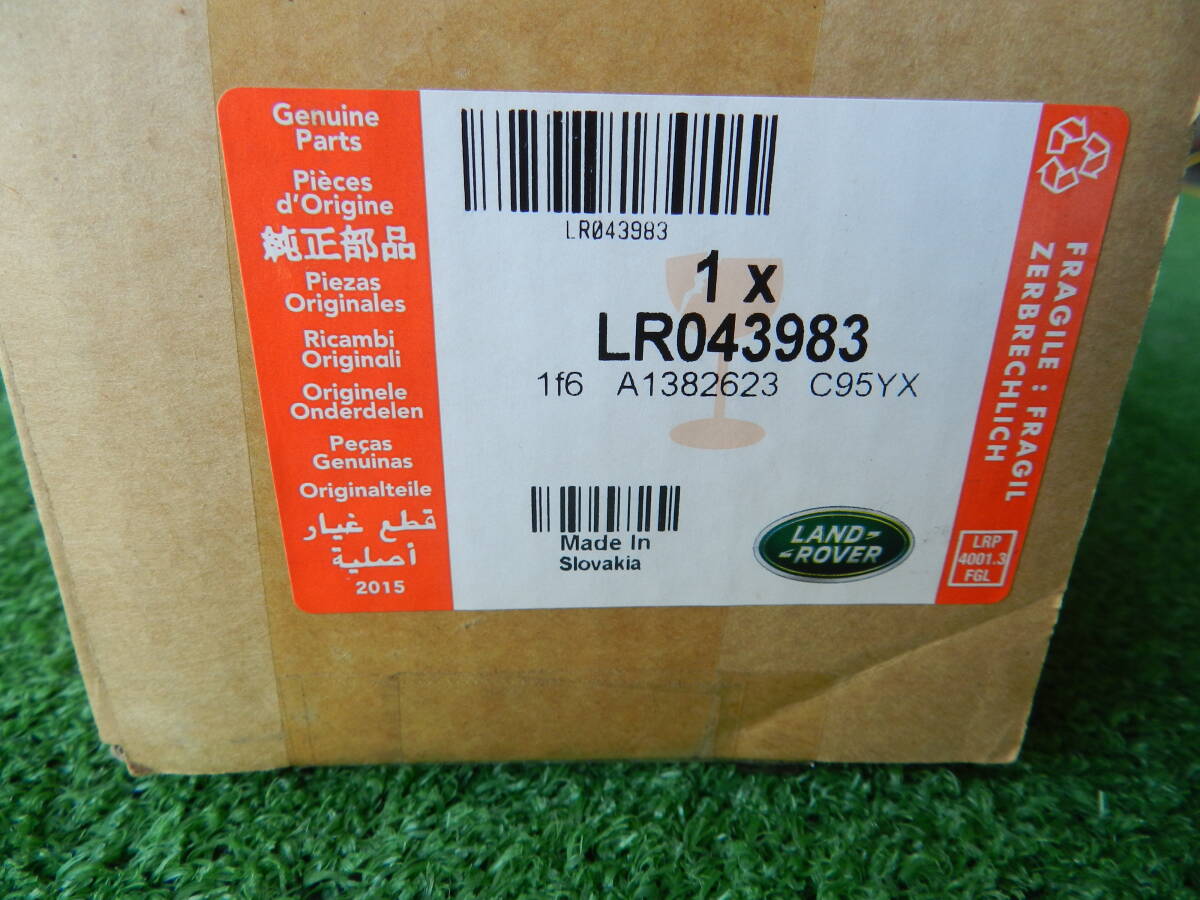 Genuine
Parts
Pièces
d'Origine
純正部品
Piezas
Originales
Ricambi
Originali
Originele
Onderdelen
Peças
Genuinas
Originalteile
قطع غيار
أصلية
2015
LR043983
1 x
LR043983
1f6 A1382623 C95YX
Made In
Slovakia
LAND
ROVER
FRAGILE : FRAGIL
ZERBRECHLICH
LRP
4001.3
FGL